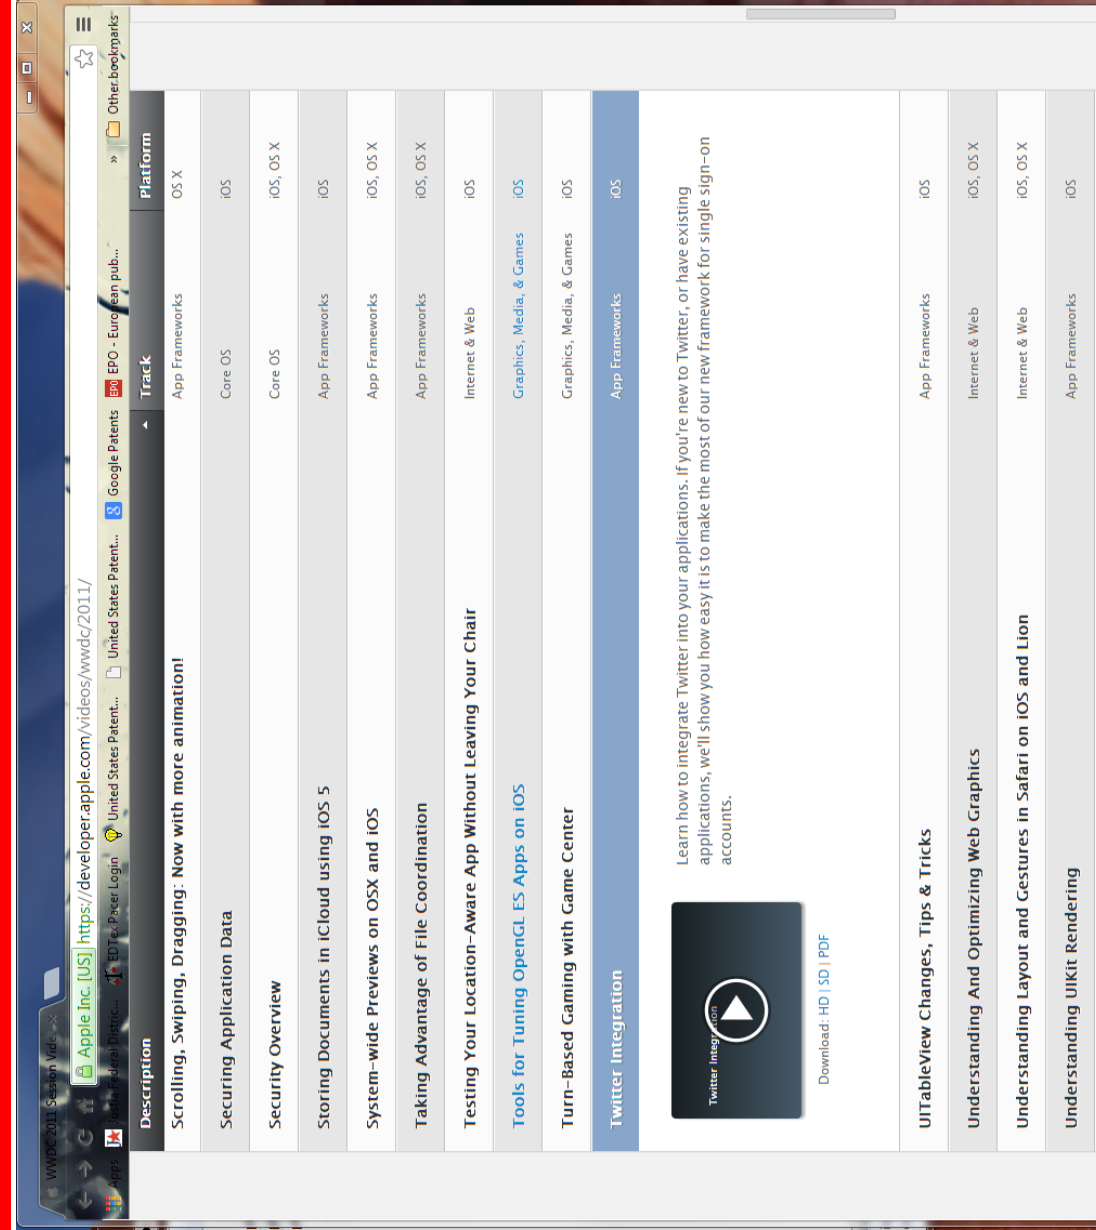 WWDC 2011 Session Vide
Apple Inc. [US] https://developer.apple.com/videos/wwdc/2011/
Apps Justia Federal Distric... EDTex Pacer Login United States Patent... United States Patent... Google Patents EPO - European pub... » Other bookmarks
Description Track Platform
Scrolling, Swiping, Dragging: Now with more animation! App Frameworks OS X
Securing Application Data Core OS iOS
Security Overview Core OS iOS, OS X
Storing Documents in iCloud using iOS 5 App Frameworks iOS
System-wide Previews on OSX and iOS App Frameworks iOS, OS X
Taking Advantage of File Coordination App Frameworks iOS, OS X
Testing Your Location-Aware App Without Leaving Your Chair Internet & Web iOS
Tools for Tuning OpenGL ES Apps on iOS Graphics, Media, & Games iOS
Turn-Based Gaming with Game Center Graphics, Media, & Games iOS
Twitter Integration App Frameworks iOS
Twitter Integration
Learn how to integrate Twitter into your applications. If you're new to Twitter, or have existing
applications, we'll show you how easy it is to make the most of our new framework for single sign-on
accounts.
Download: HD | SD | PDF
UITableView Changes, Tips & Tricks App Frameworks iOS
Understanding And Optimizing Web Graphics Internet & Web iOS, OS X
Understanding Layout and Gestures in Safari on iOS and Lion Internet & Web iOS, OS X
Understanding UIKit Rendering App Frameworks iOS